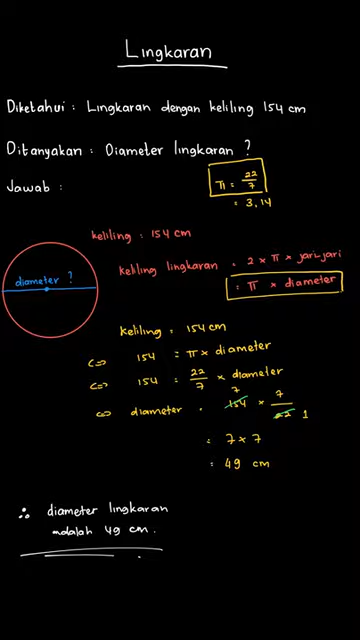 Lingkaran
Diketahui : Lingkaran dengan keliling 154 cm
Ditanyakan : Diameter lingkaran ?
Jawab :
π = 22/7
= 3,14
keliling = 154 cm
keliling lingkaran = 2 × π × jari-jari
= π × diameter
diameter ?
keliling = 154 cm
<=> 154 = π × diameter
<=> 154 = 22/7 × diameter
7
<=> diameter = 154 × 7/22 1
= 7 × 7
= 49 cm
∴ diameter lingkaran
adalah 49 cm.